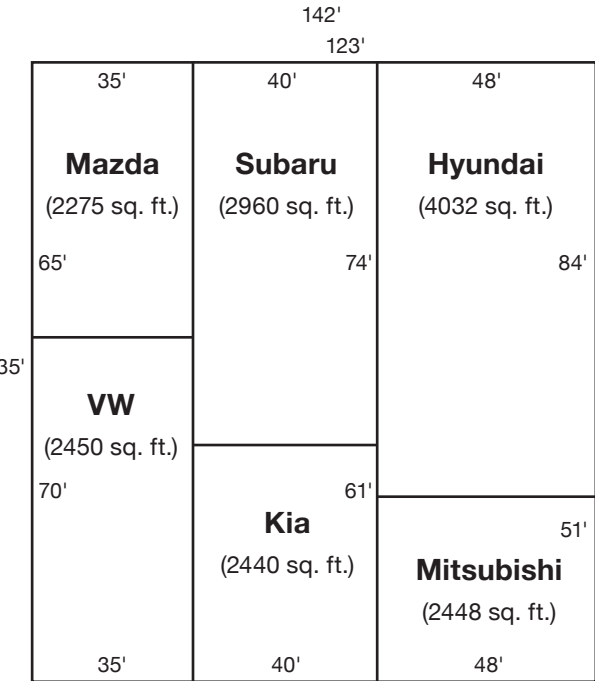 142'
123'
35'
40'
48'
Mazda
(2275 sq. ft.)
65'
Subaru
(2960 sq. ft.)
74'
Hyundai
(4032 sq. ft.)
84'
35'
VW
(2450 sq. ft.)
70'
61'
Kia
(2440 sq. ft.)
51'
Mitsubishi
(2448 sq. ft.)
35'
40'
48'